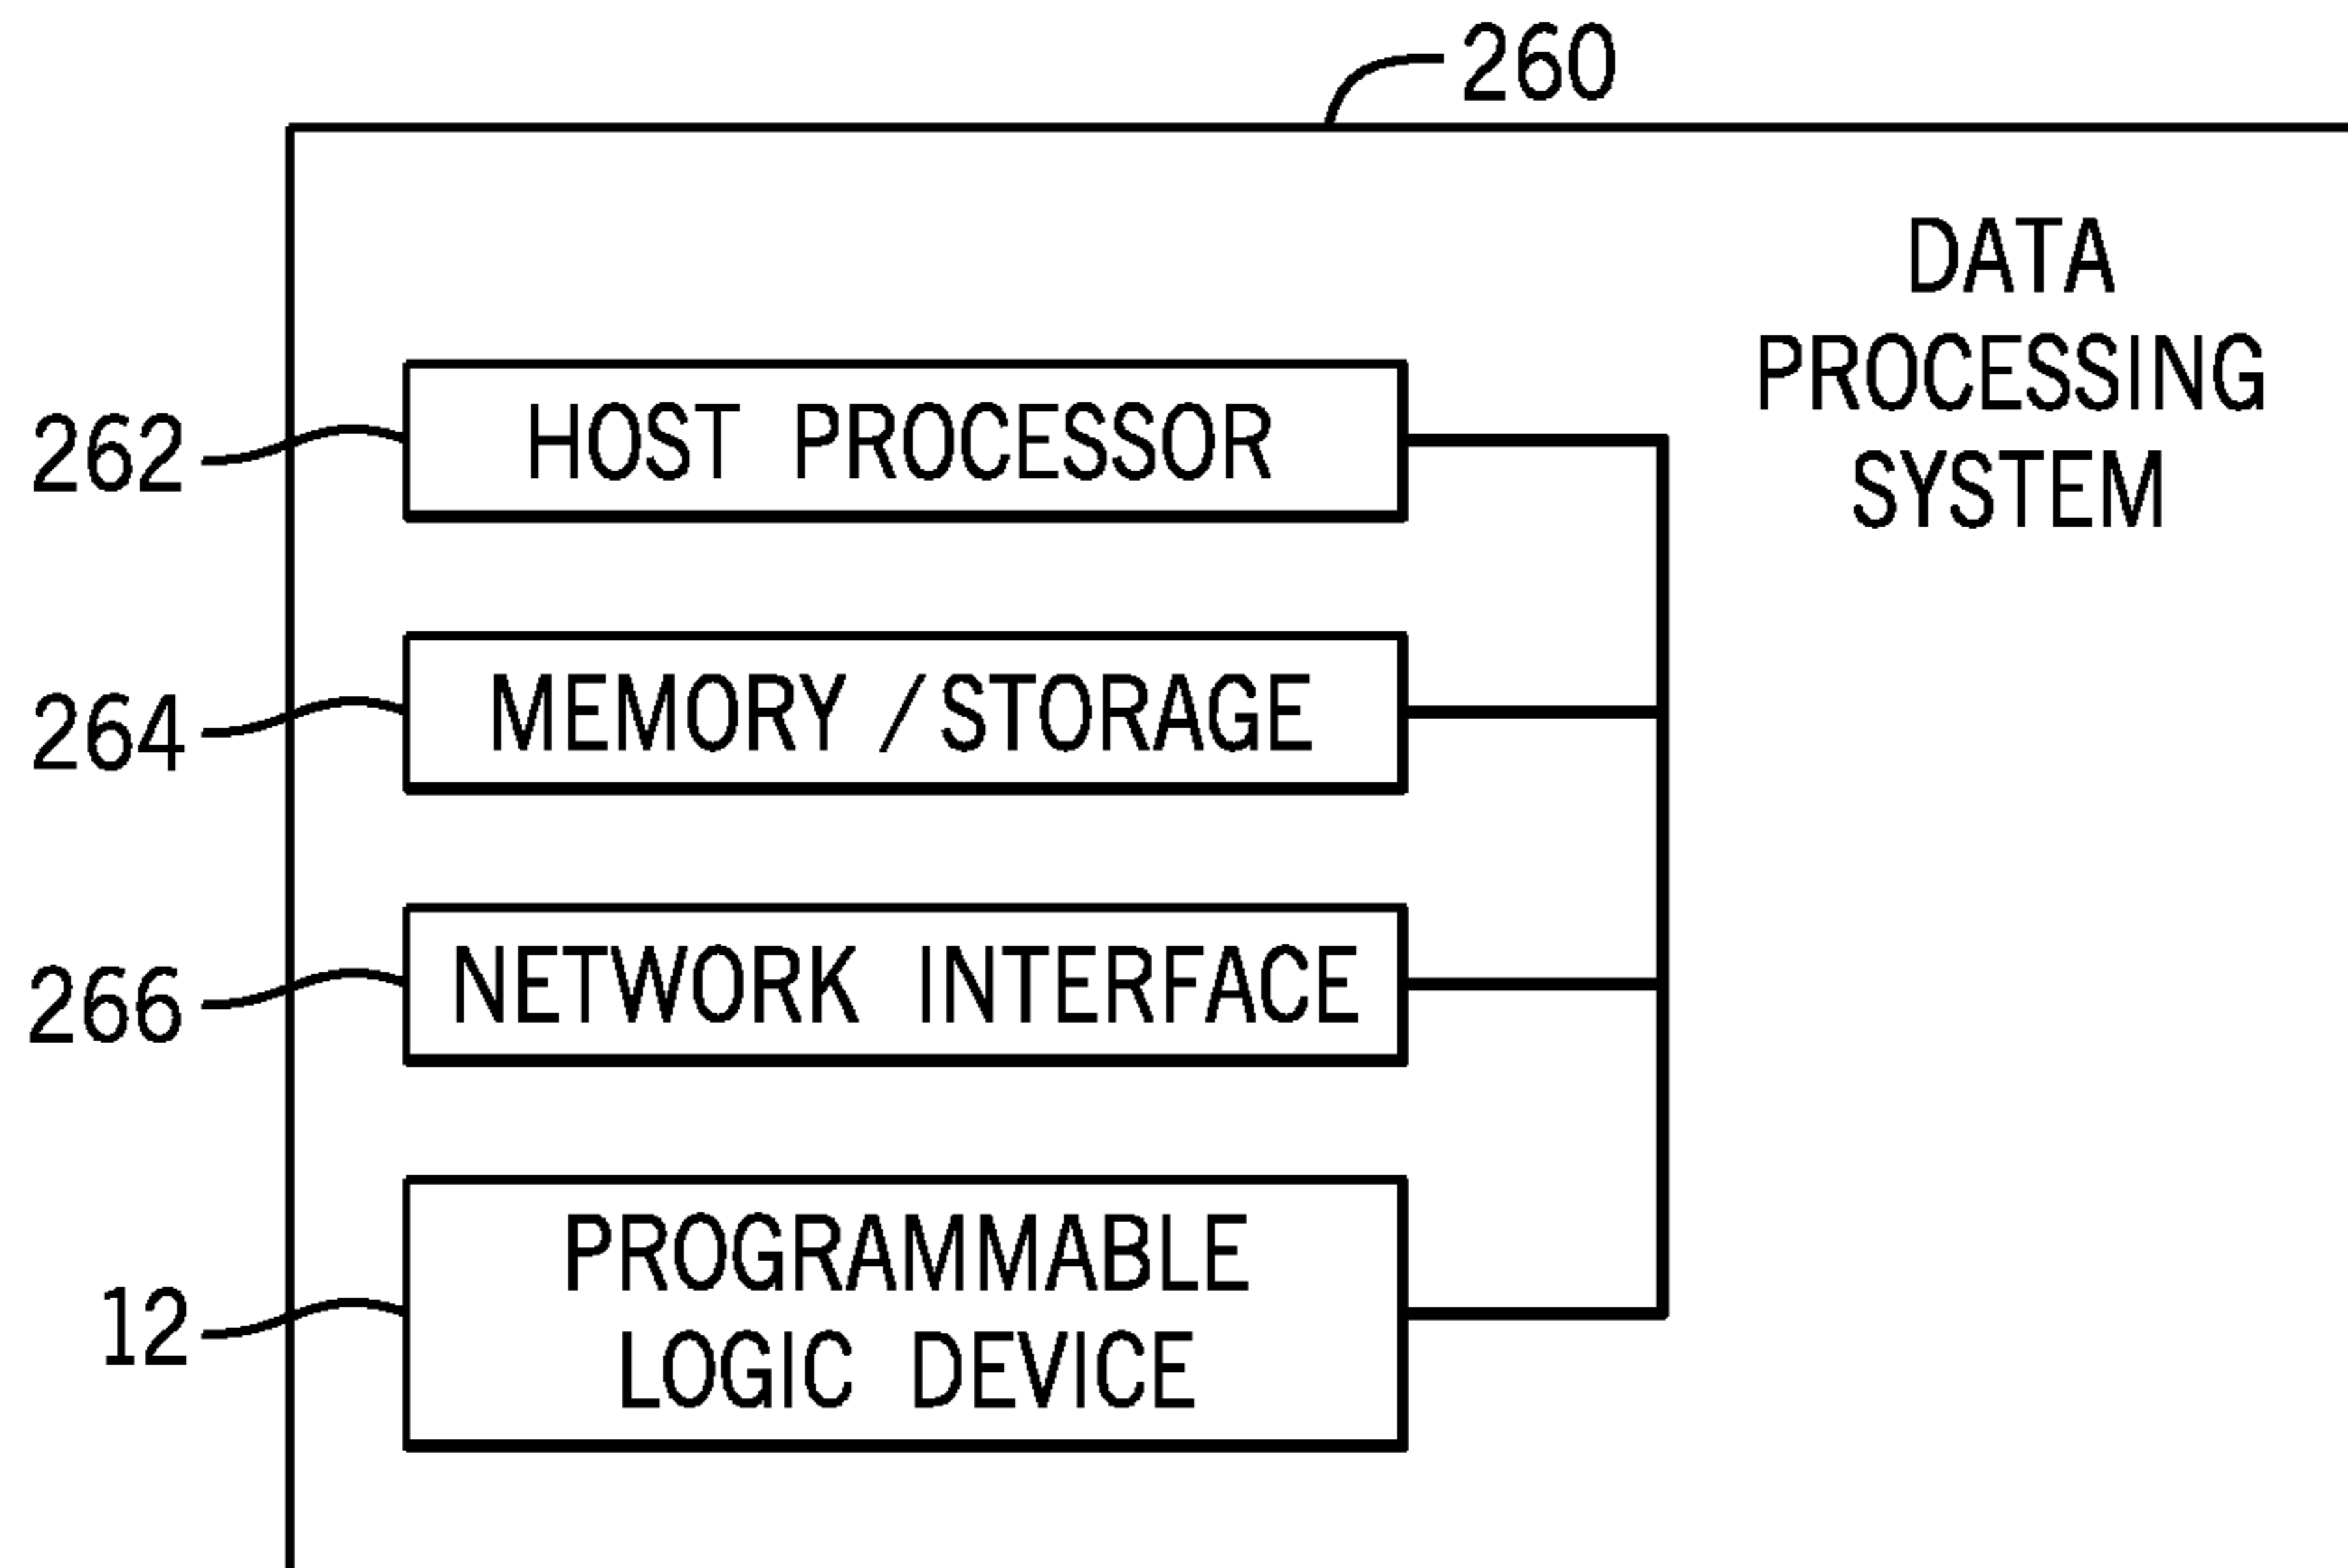 260
DATA
PROCESSING
SYSTEM
262
HOST PROCESSOR
264
MEMORY / STORAGE
266
NETWORK INTERFACE
12
PROGRAMMABLE
LOGIC DEVICE